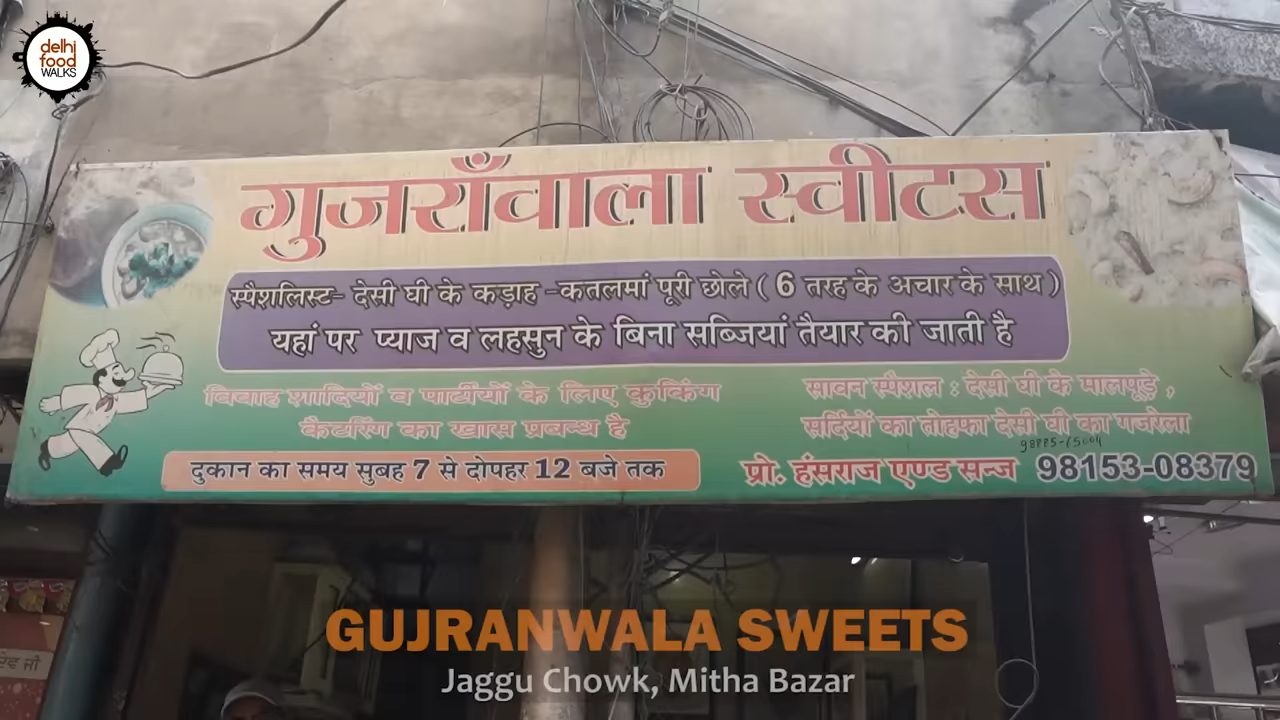 delhi
food
WALKS
गुजराँवाला स्वीटस
स्पैशलिस्ट- देसी घी के कड़ाह -कतलमां पूरी छोले ( 6 तरह के अचार के साथ )
यहां पर प्याज व लहसुन के बिना सब्जियां तैयार की जाती है
विवाह शादियों व पार्टीयों के लिए कुकिंग
कैटरिंग का खास प्रबन्ध है
सावन स्पैशल : देसी घी के मालपूड़े ,
सर्दियों का तोहफा देसी घी का गजरेला
दुकान का समय सुबह 7 से दोपहर 12 बजे तक
प्रो. हंसराज एण्ड सन्ज 98153-08379
GUJRANWALA SWEETS
Jaggu Chowk, Mitha Bazar